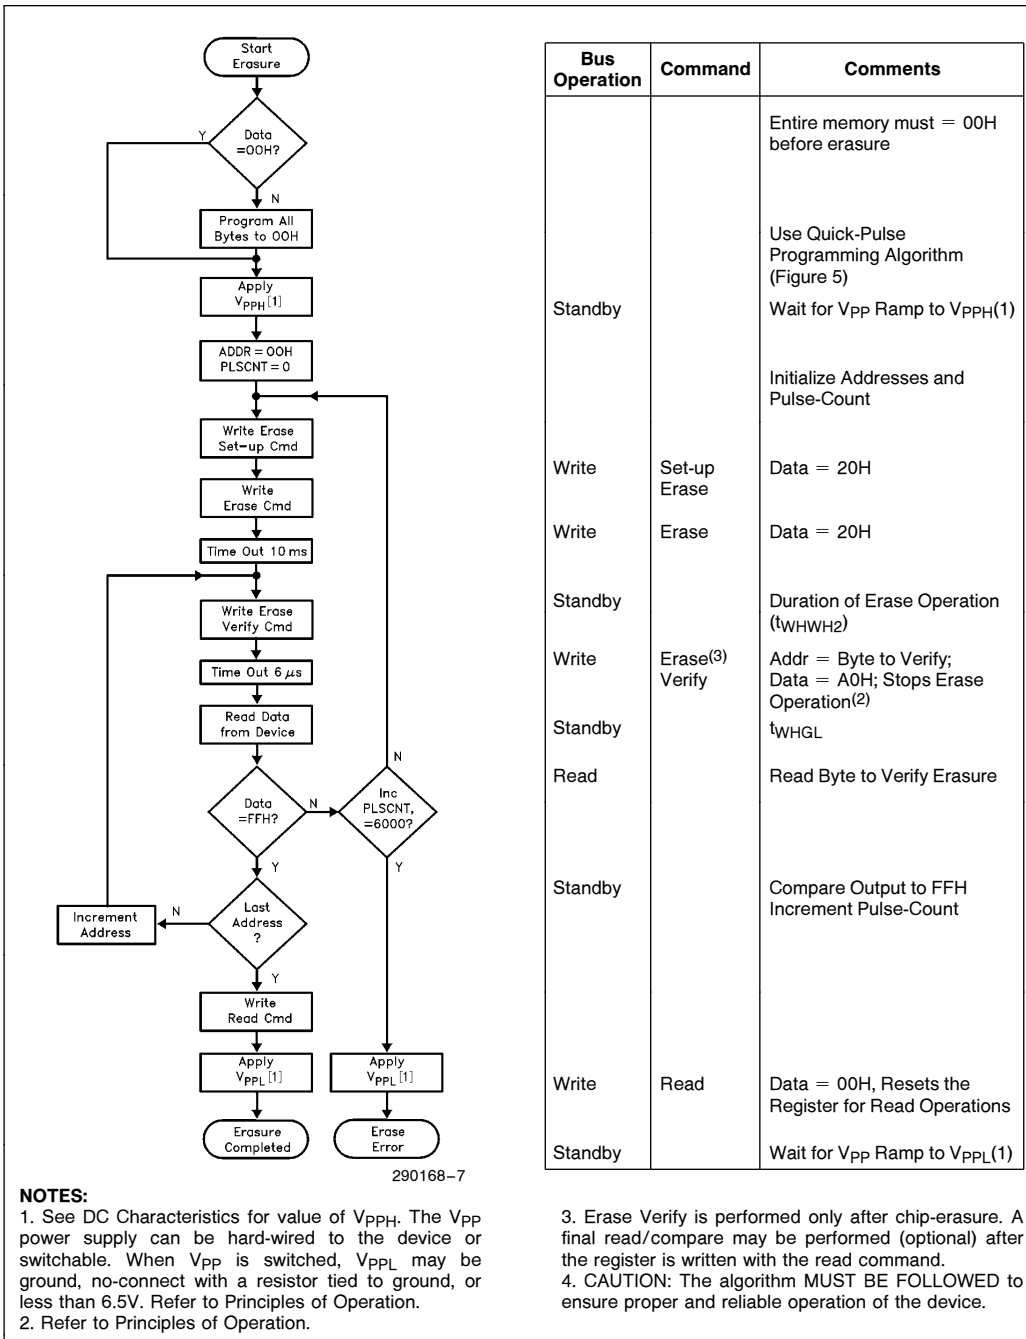 Start
Erasure
Data
=00H?
Y
N
Program All
Bytes to 00H
Apply
VPPH[1]
ADDR = 00H
PLSCNT = 0
Write Erase
Set-up Cmd
Write
Erase Cmd
Time Out 10 ms
Write Erase
Verify Cmd
Time Out 6 µs
Read Data
from Device
Data
=FFH?
N
Y
Inc
PLSCNT,
=6000?
N
Y
Last
Address
?
N
Y
Increment
Address
Write
Read Cmd
Apply
VPPL[1]
Apply
VPPL[1]
Erasure
Completed
Erase
Error
290168-7
Bus
Operation
Command
Comments
Entire memory must = 00H
before erasure
Use Quick-Pulse
Programming Algorithm
(Figure 5)
Standby
Wait for VPP Ramp to VPPH(1)
Initialize Addresses and
Pulse-Count
Write
Set-up
Erase
Data = 20H
Write
Erase
Data = 20H
Standby
Duration of Erase Operation
(tWHWH2)
Write
Erase(3)
Verify
Addr = Byte to Verify;
Data = A0H; Stops Erase
Operation(2)
Standby
tWHGL
Read
Read Byte to Verify Erasure
Standby
Compare Output to FFH
Increment Pulse-Count
Write
Read
Data = 00H, Resets the
Register for Read Operations
Standby
Wait for VPP Ramp to VPPL(1)
NOTES:
1. See DC Characteristics for value of VPPH. The VPP
power supply can be hard-wired to the device or
switchable. When VPP is switched, VPPL may be
ground, no-connect with a resistor tied to ground, or
less than 6.5V. Refer to Principles of Operation.
2. Refer to Principles of Operation.
3. Erase Verify is performed only after chip-erasure. A
final read/compare may be performed (optional) after
the register is written with the read command.
4. CAUTION: The algorithm MUST BE FOLLOWED to
ensure proper and reliable operation of the device.